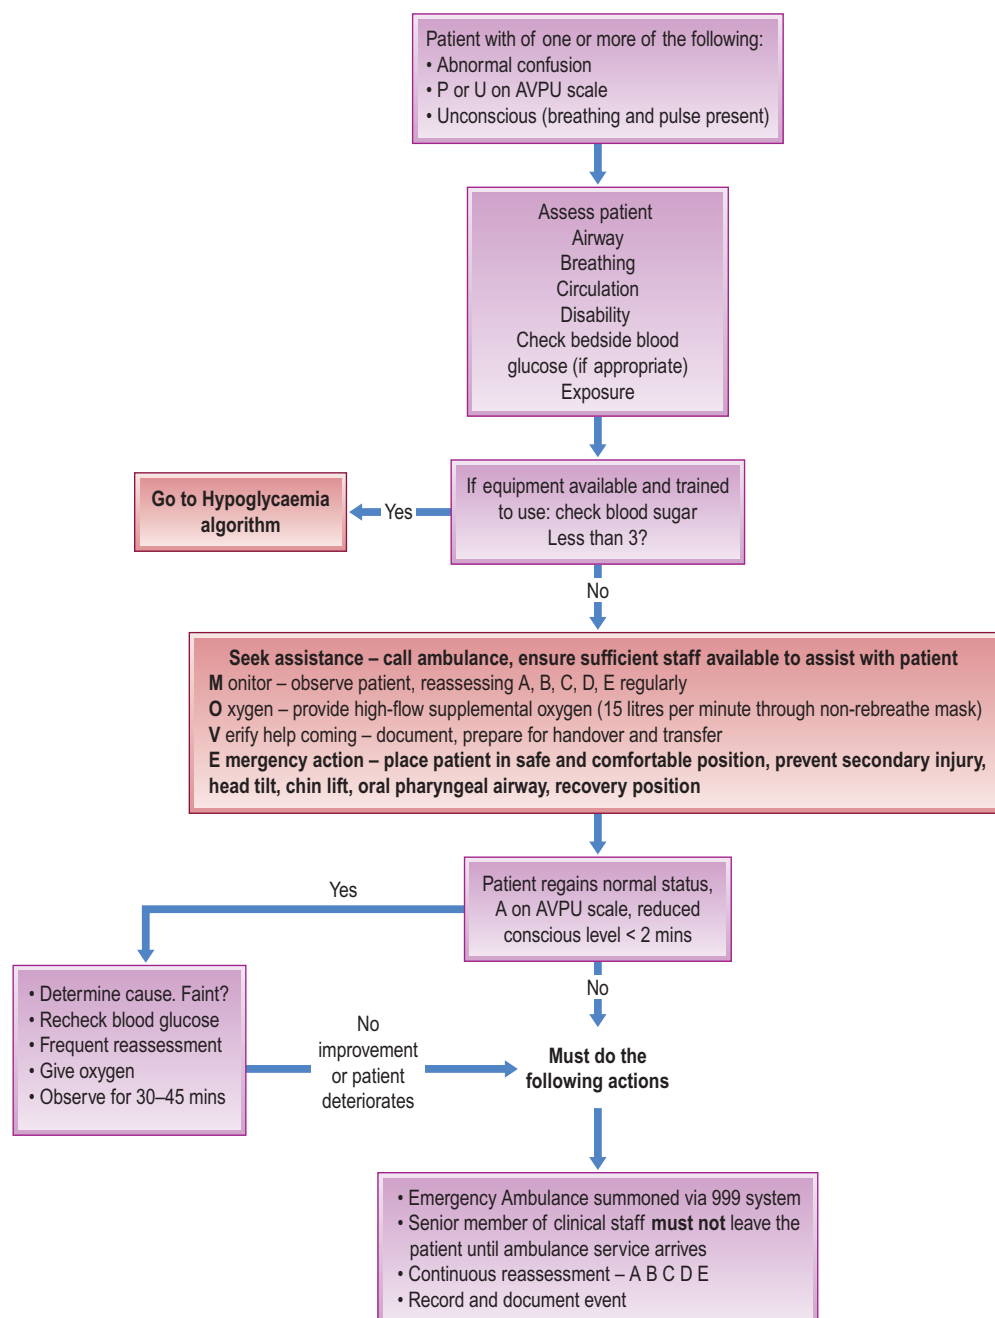 Patient with of one or more of the following:
• Abnormal confusion
• P or U on AVPU scale
• Unconscious (breathing and pulse present)
Assess patient
Airway
Breathing
Circulation
Disability
Check bedside blood
glucose (if appropriate)
Exposure
If equipment available and trained
to use: check blood sugar
Less than 3?
Yes
Go to Hypoglycaemia
algorithm
No
Seek assistance – call ambulance, ensure sufficient staff available to assist with patient
M onitor – observe patient, reassessing A, B, C, D, E regularly
O xygen – provide high-flow supplemental oxygen (15 litres per minute through non-rebreathe mask)
V erify help coming – document, prepare for handover and transfer
E mergency action – place patient in safe and comfortable position, prevent secondary injury,
head tilt, chin lift, oral pharyngeal airway, recovery position
Patient regains normal status,
A on AVPU scale, reduced
conscious level < 2 mins
Yes
• Determine cause. Faint?
• Recheck blood glucose
• Frequent reassessment
• Give oxygen
• Observe for 30–45 mins
No
improvement
or patient
deteriorates
No
Must do the
following actions
• Emergency Ambulance summoned via 999 system
• Senior member of clinical staff must not leave the
patient until ambulance service arrives
• Continuous reassessment – A B C D E
• Record and document event